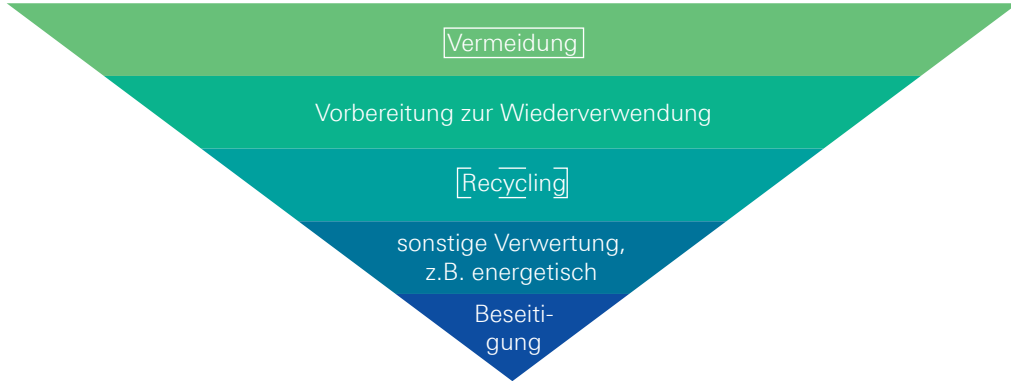 Vermeidung
Vorbereitung zur Wiederverwendung
Recycling
sonstige Verwertung,
z.B. energetisch
Beseiti-
gung